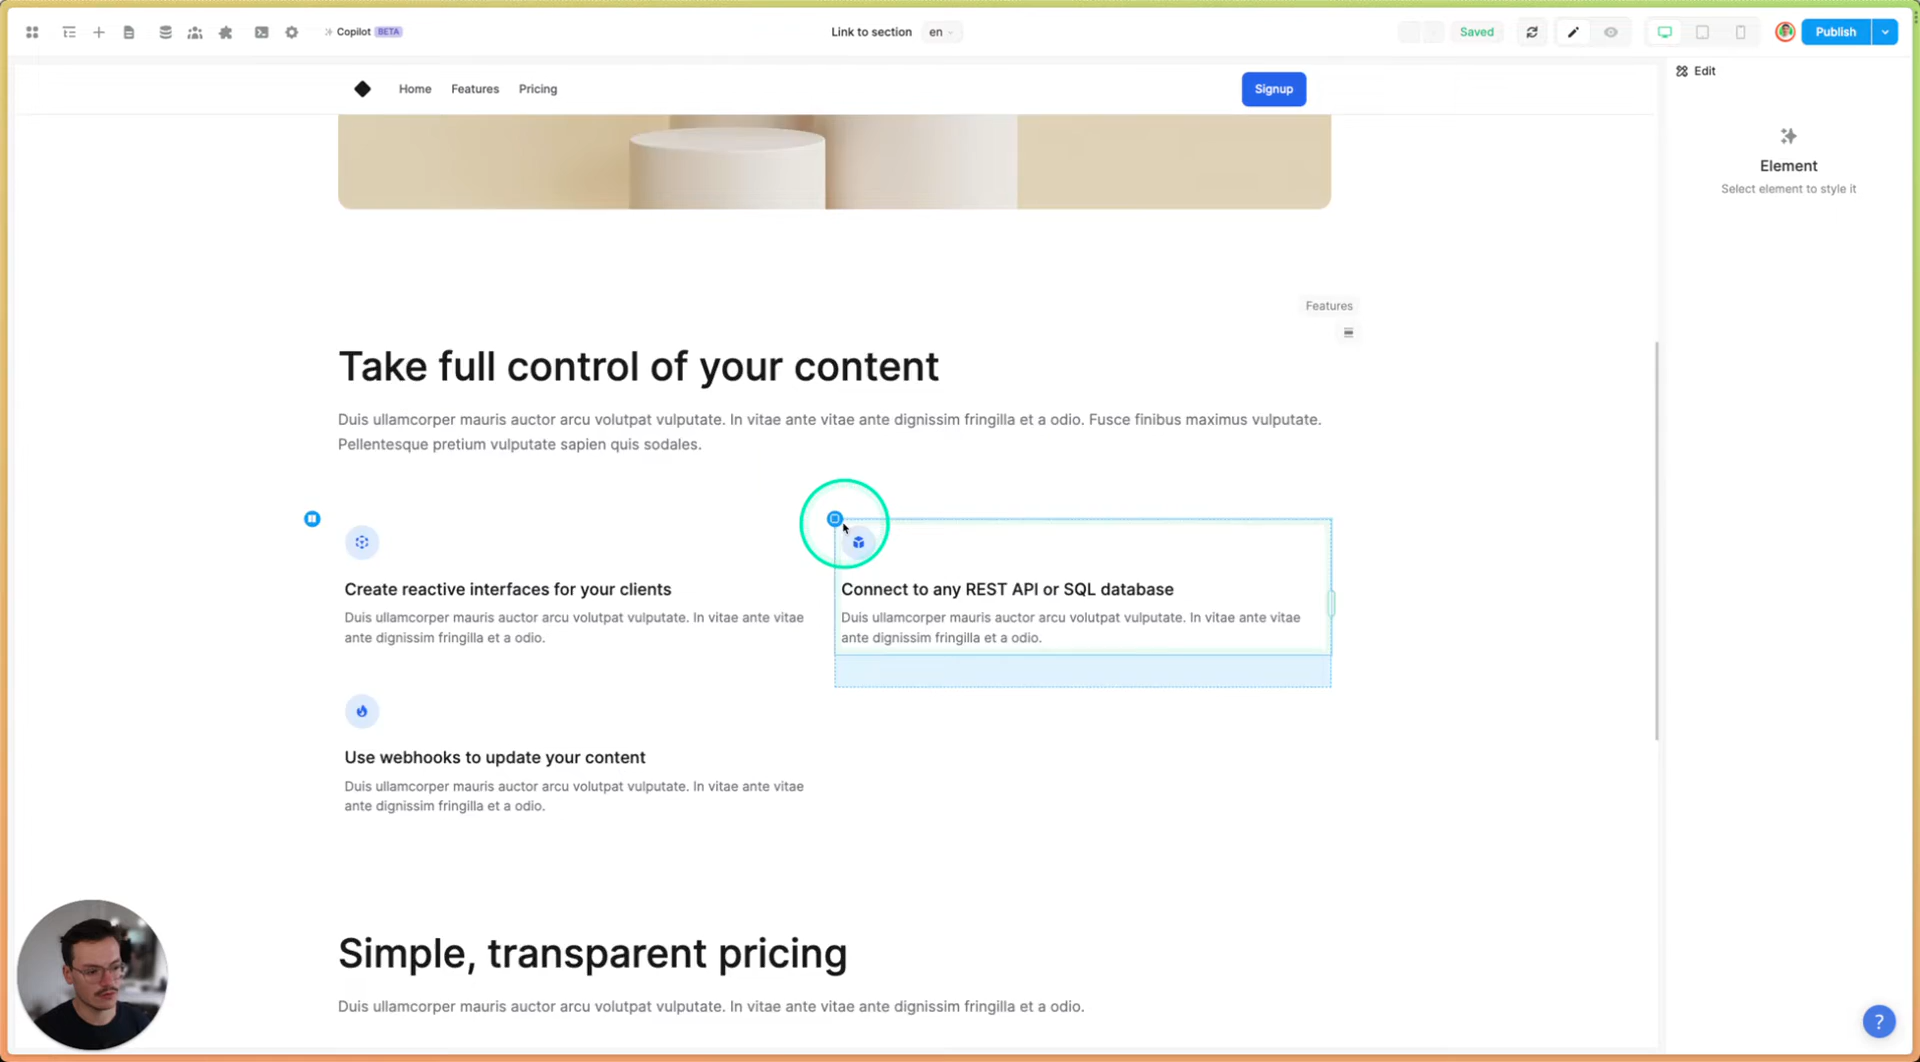 Copilot BETA
Link to section en
Saved
Publish
Edit
Home Features Pricing
Signup
Element
Select element to style it
Features
Take full control of your content
Duis ullamcorper mauris auctor arcu volutpat vulputate. In vitae ante vitae ante dignissim fringilla et a odio. Fusce finibus maximus vulputate.
Pellentesque pretium vulputate sapien quis sodales.
Create reactive interfaces for your clients
Duis ullamcorper mauris auctor arcu volutpat vulputate. In vitae ante vitae
ante dignissim fringilla et a odio.
Connect to any REST API or SQL database
Duis ullamcorper mauris auctor arcu volutpat vulputate. In vitae ante vitae
ante dignissim fringilla et a odio.
Use webhooks to update your content
Duis ullamcorper mauris auctor arcu volutpat vulputate. In vitae ante vitae
ante dignissim fringilla et a odio.
Simple, transparent pricing
Duis ullamcorper mauris auctor arcu volutpat vulputate. In vitae ante vitae ante dignissim fringilla et a odio.
?